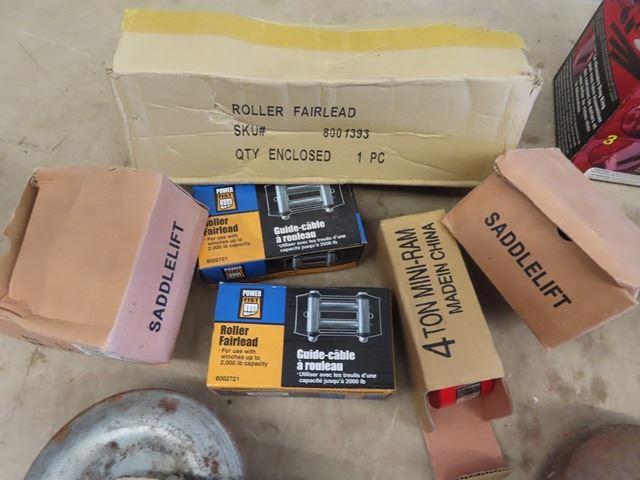 ROLLER FAIRLEAD
SKU# 8001393
QTY ENCLOSED 1 PC
SADDLELIFT
POWER
FIST
Roller
Fairlead
· For use with
winches up to
2,000 lb capacity
8002721
Guide-câble
à rouleau
· Utiliser avec les treuils d'une
capacité jusqu'à 2000 lb
POWER
FIST
POWER
FIST
Roller
Fairlead
· For use with
winches up to
2,000 lb capacity
8002721
Guide-câble
à rouleau
· Utiliser avec les treuils d'une
capacité jusqu'à 2000 lb
4 TON MINI-RAM
MADEIN CHINA
SADDLELIFT
3